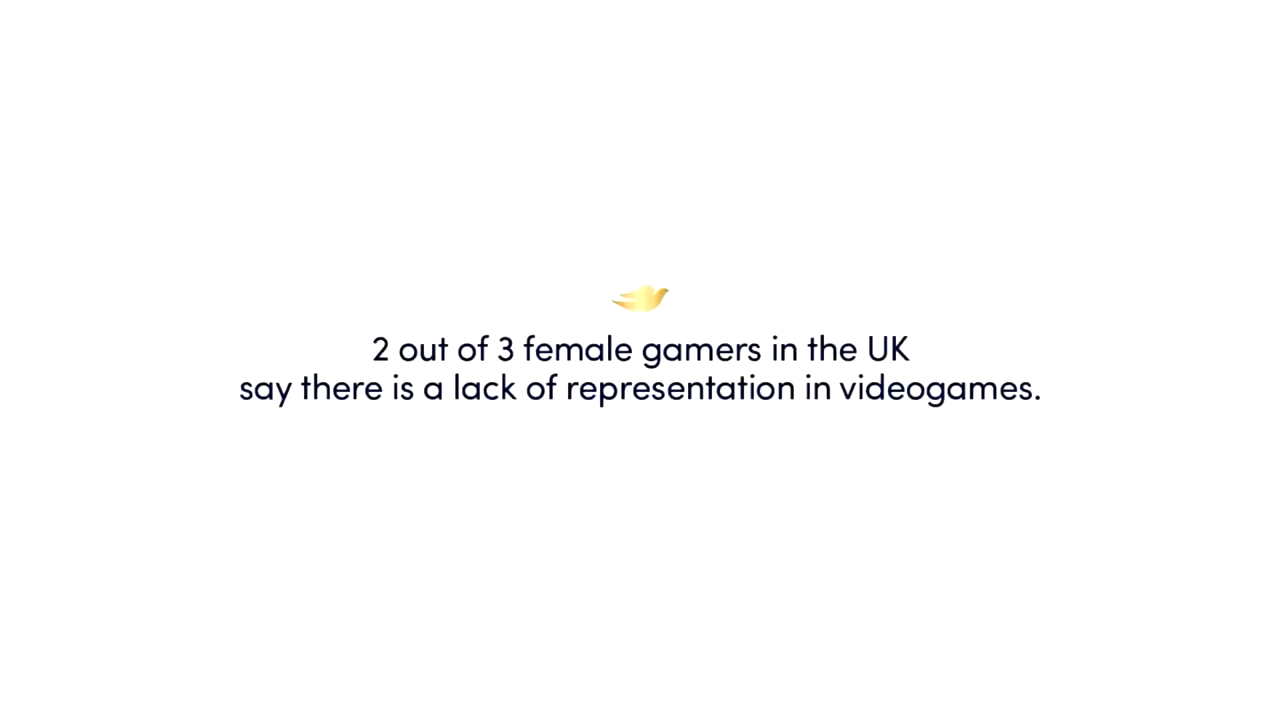 2 out of 3 female gamers in the UK
say there is a lack of representation in videogames.